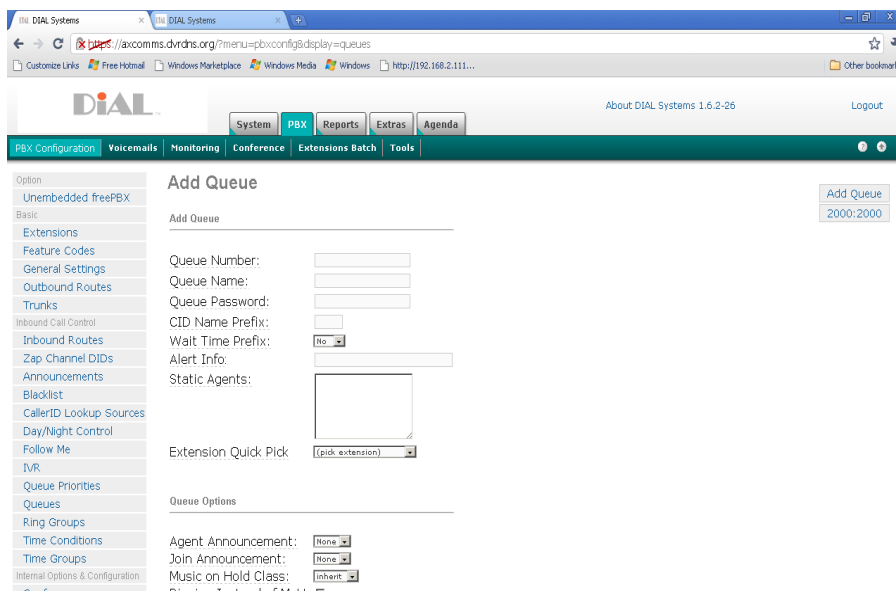 DIAL Systems
DIAL Systems
https://axcomms.dvrdns.org/?menu=pbxconfig&display=queues
Customize Links Free Hotmail Windows Marketplace Windows Media Windows http://192.168.2.111... Other bookmark
DiAL
About DIAL Systems 1.6.2-26 Logout
System PBX Reports Extras Agenda
PBX Configuration Voicemails Monitoring Conference Extensions Batch Tools
Option
Unembedded freePBX
Basic
Extensions
Feature Codes
General Settings
Outbound Routes
Trunks
Inbound Call Control
Inbound Routes
Zap Channel DIDs
Announcements
Blacklist
CallerID Lookup Sources
Day/Night Control
Follow Me
IVR
Queue Priorities
Queues
Ring Groups
Time Conditions
Time Groups
Internal Options & Configuration
Add Queue
Add Queue
Queue Number:
Queue Name:
Queue Password:
CID Name Prefix:
Wait Time Prefix: No
Alert Info:
Static Agents:
Extension Quick Pick (pick extension)
Queue Options
Agent Announcement: None
Join Announcement: None
Music on Hold Class: inherit
Add Queue
2000:2000